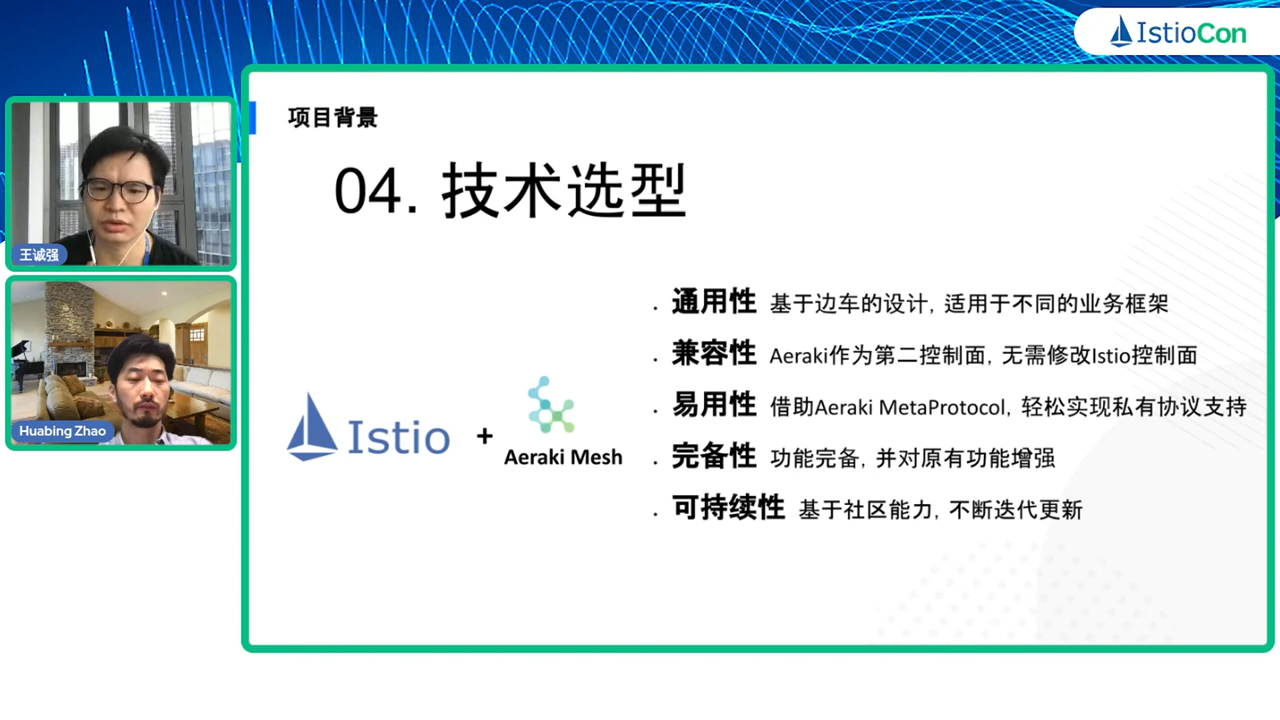 IstioCon
项目背景
04. 技术选型
王诚强
Huabing Zhao
Istio
+
Aeraki Mesh
. 通用性 基于边车的设计, 适用于不同的业务框架
. 兼容性 Aeraki作为第二控制面, 无需修改Istio控制面
. 易用性 借助Aeraki MetaProtocol, 轻松实现私有协议支持
. 完备性 功能完备, 并对原有功能增强
. 可持续性 基于社区能力, 不断迭代更新